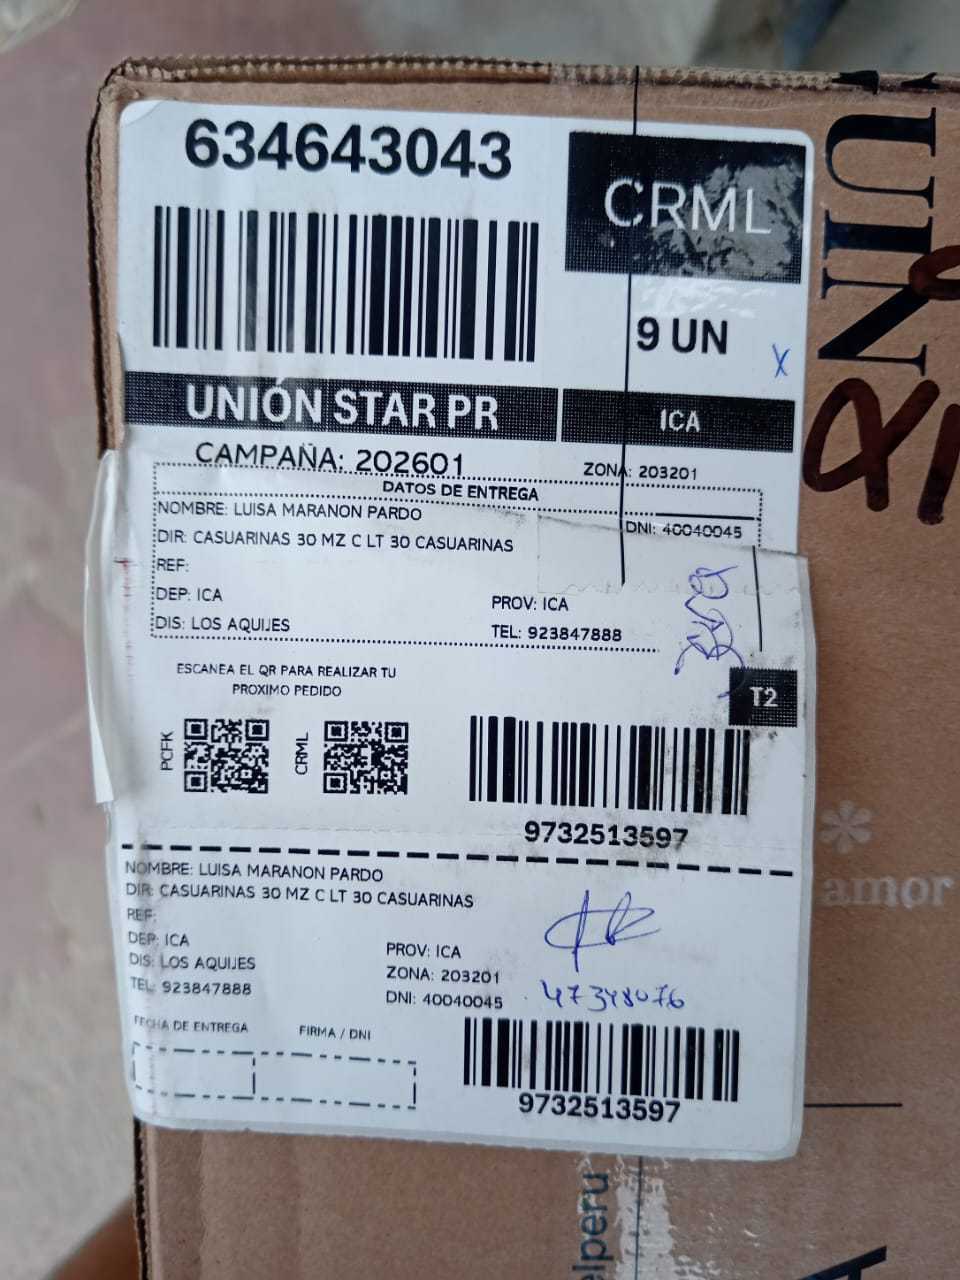 634643043
CRML
9 UN
X
UNIÓN STAR PR
ICA
CAMPAÑA: 202601
ZONA: 203201
DATOS DE ENTREGA
NOMBRE: LUISA MARANON PARDO
DNI: 40040045
DIR: CASUARINAS 30 MZ C LT 30 CASUARINAS
REF:
DEP: ICA
PROV: ICA
DIS: LOS AQUIJES
TEL: 923847888
ESCANEA EL QR PARA REALIZAR TU
PROXIMO PEDIDO
T2
PCFK
CRML
9732513597
NOMBRE: LUISA MARANON PARDO
DIR: CASUARINAS 30 MZ C LT 30 CASUARINAS
REF:
DEP: ICA
PROV: ICA
DIS: LOS AQUIJES
ZONA: 203201
TEL: 923847888
DNI: 40040045
47348076
FECHA DE ENTREGA
FIRMA / DNI
9732513597
UNI
amor
elperu